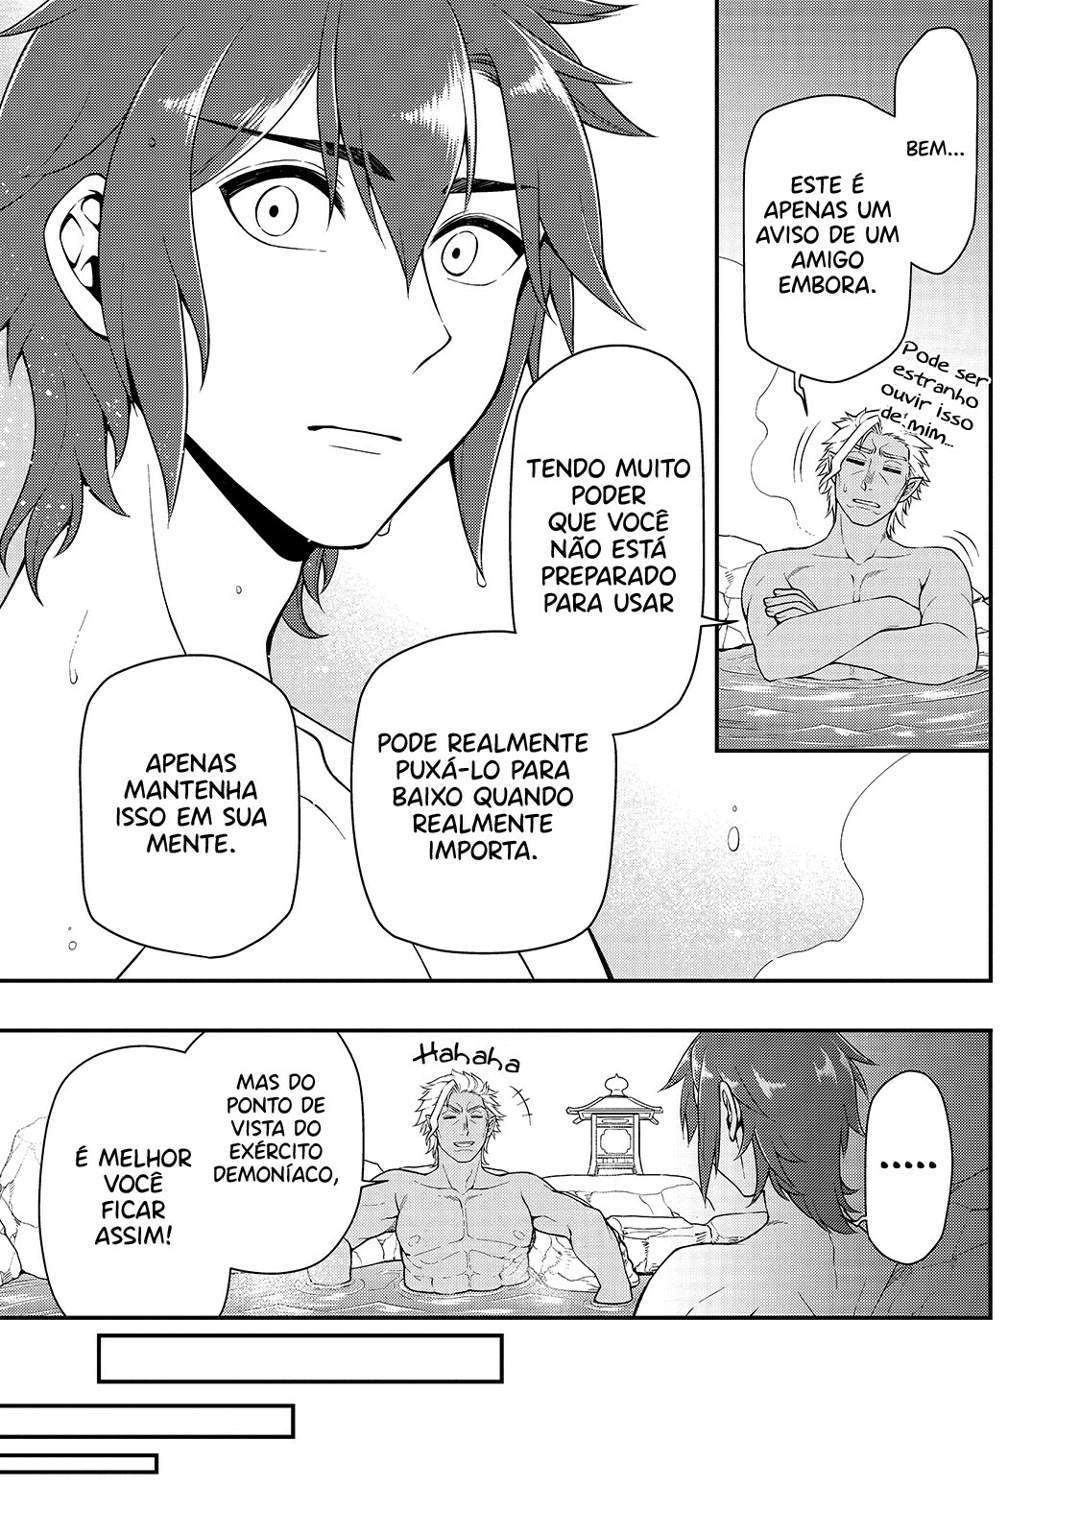 BEM...
ESTE É
APENAS UM
AVISO DE UM
AMIGO
EMBORA.
Pode ser
estranho
ouvir isso
de mim...
TENDO MUITO
PODER
QUE VOCÊ
NÃO ESTÁ
PREPARADO
PARA USAR
PODE REALMENTE
PUXÁ-LO PARA
BAIXO QUANDO
REALMENTE
IMPORTA.
APENAS
MANTENHA
ISSO EM SUA
MENTE.
.....
Hahaha
MAS DO
PONTO DE
VISTA DO
EXÉRCITO
DEMONÍACO,
É MELHOR
VOCÊ
FICAR
ASSIM!